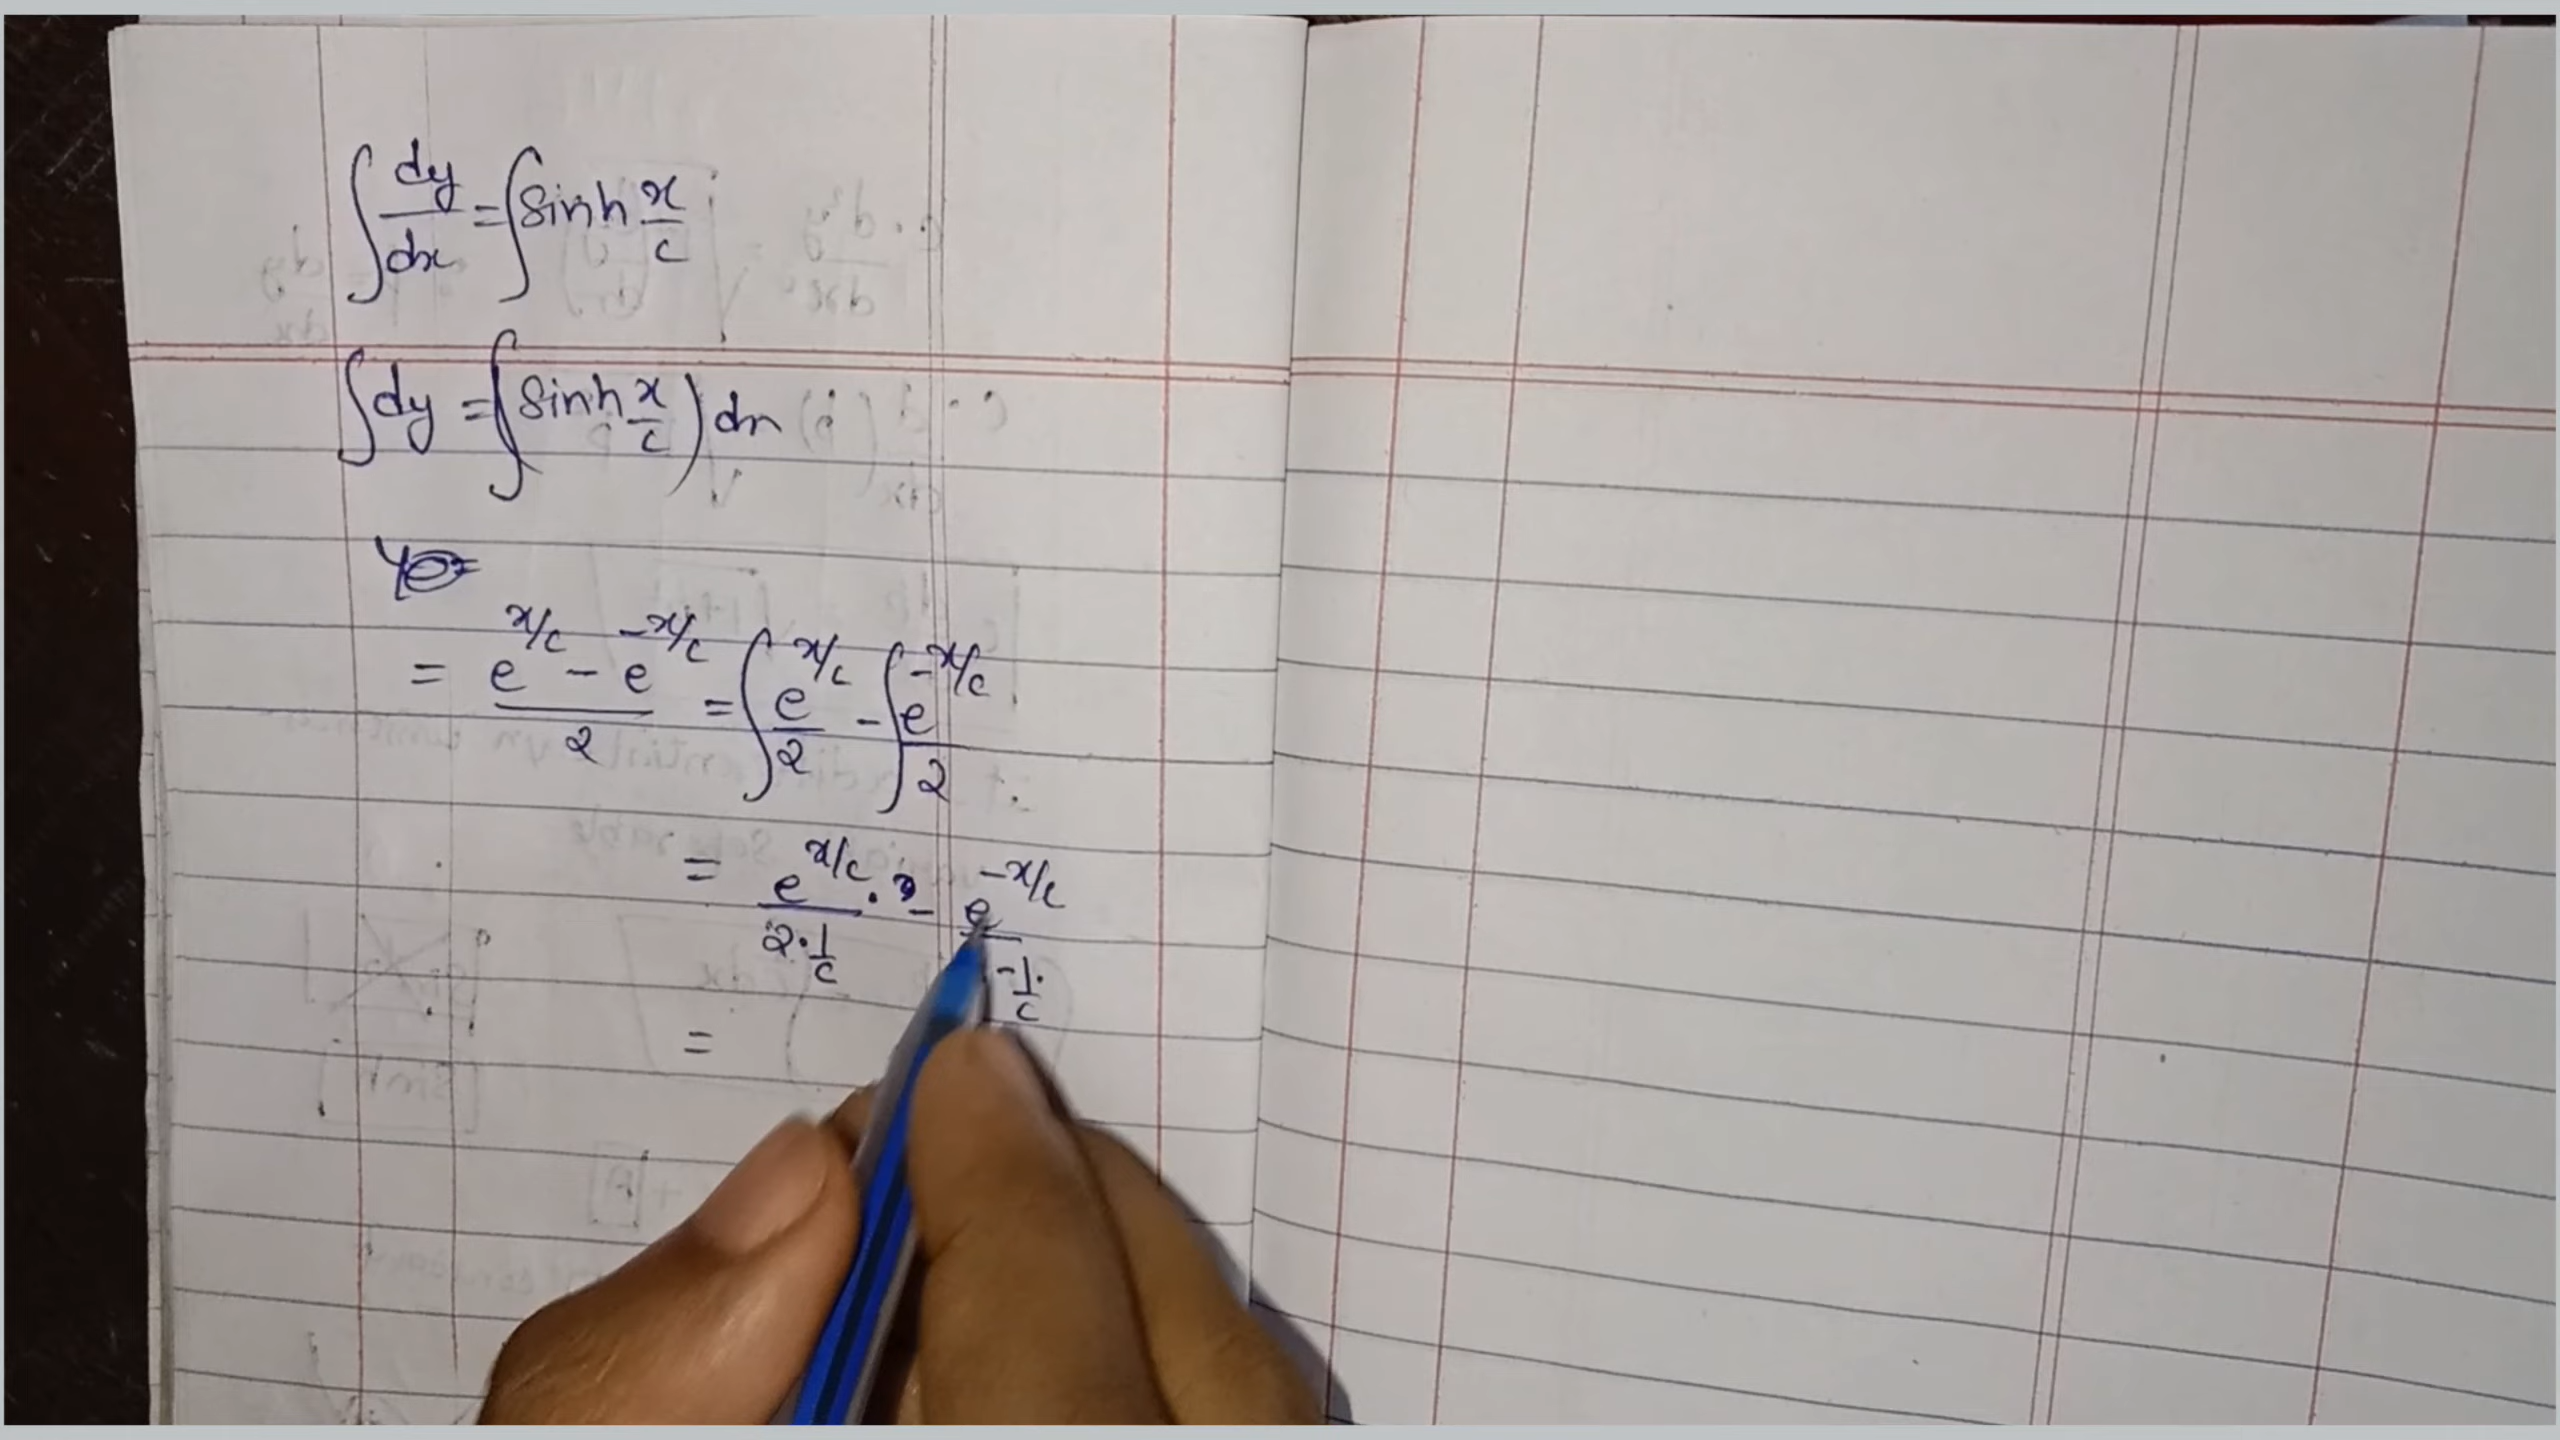 ∫ dy/dx = ∫ sinh x/c
∫ dy = ∫ (sinh x/c) dx
y =
= (e^(x/c) - e^(-x/c))/2 = ∫ e^(x/c)/2 - ∫ e^(-x/c)/2
= e^(x/c)/(2·1/c) · - e^(-x/c)/(-1/c)
=